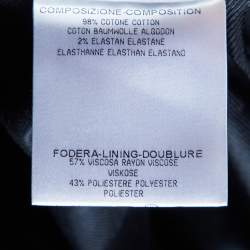 COMPOSIZIONE-COMPOSITION
98% COTONE COTTON
COTON BAUMWOLLE ALGODON
2% ELASTAN ELASTANE
ELASTHANNE ELASTHAN ELASTANO
FODERA-LINING-DOUBLURE
57% VISCOSA RAYON VISCOSE
VISKOSE
43% POLIESTERE POLYESTER
POLIESTER